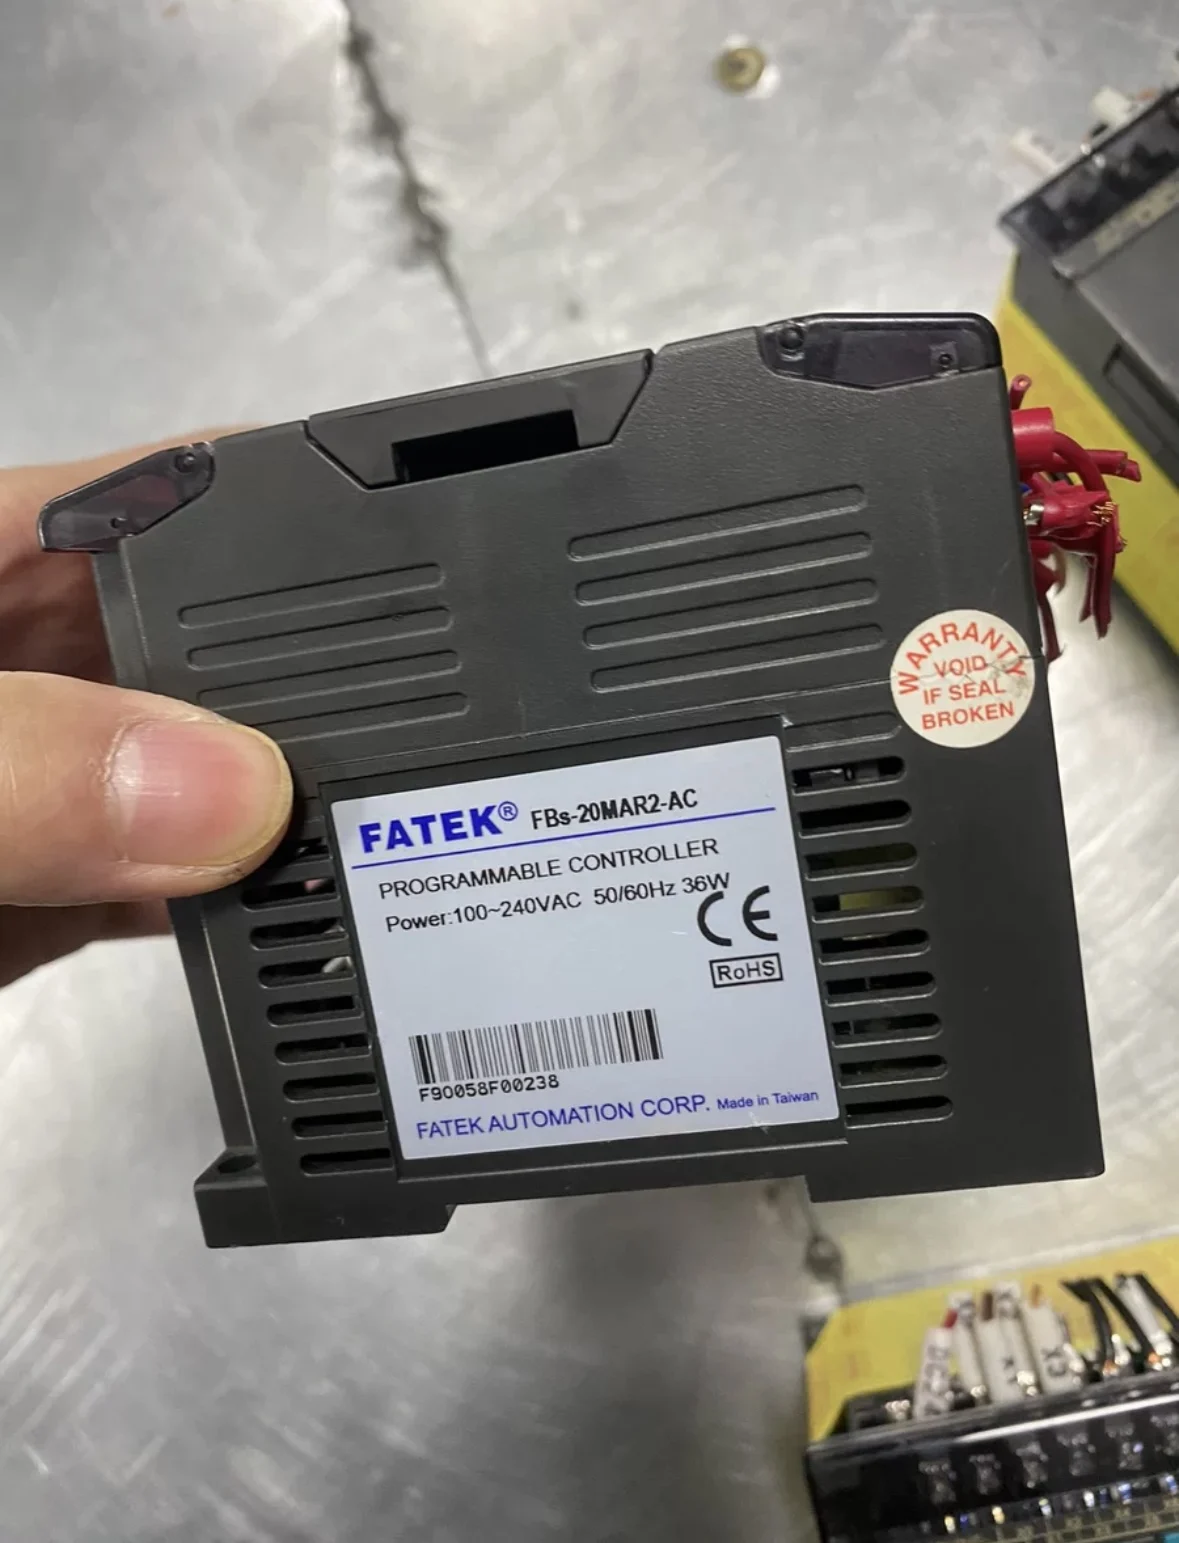 WARRANTY
VOID
IF SEAL
BROKEN
FATEK® FBs-20MAR2-AC
PROGRAMMABLE CONTROLLER
Power:100~240VAC 50/60Hz 36W
CE
RoHS
F90058F00238
FATEK AUTOMATION CORP. Made in Taiwan